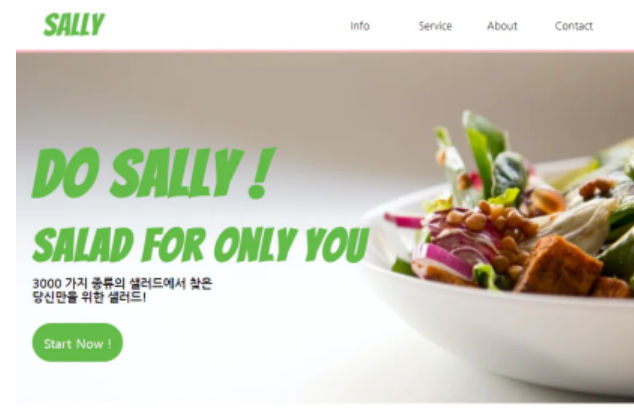 SALLY
Info Service About Contact
DO SALLY !
SALAD FOR ONLY YOU
3000 가지 종류의 샐러드에서 찾은
당신만을 위한 샐러드!
Start Now !